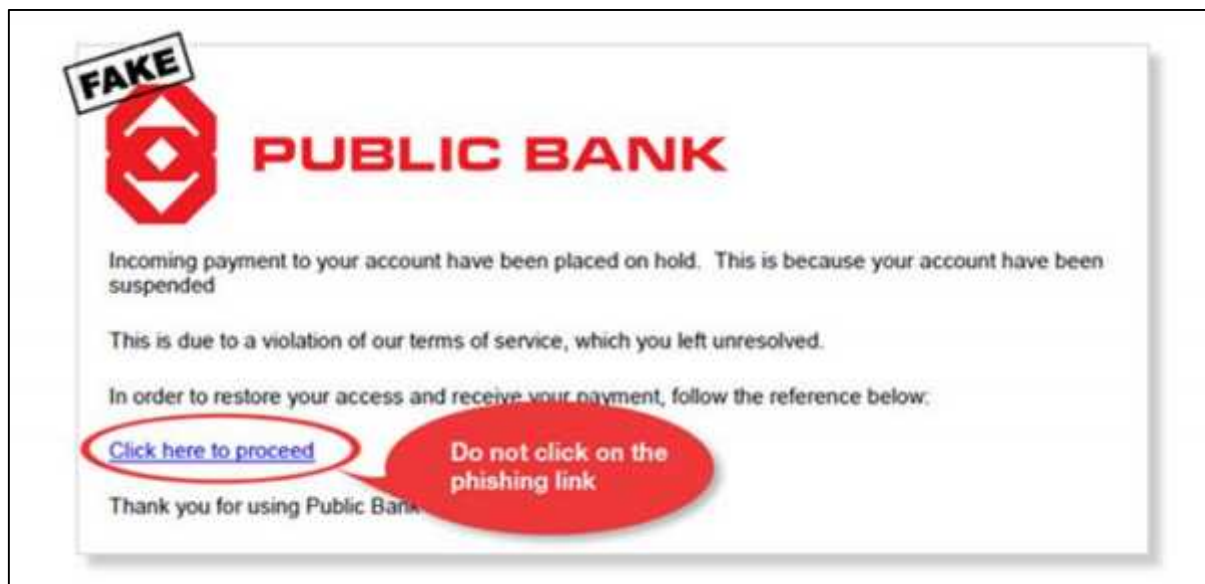 FAKE
PUBLIC BANK
Incoming payment to your account have been placed on hold. This is because your account have been
suspended
This is due to a violation of our terms of service, which you left unresolved.
In order to restore your access and receive your payment, follow the reference below:
Click here to proceed
Do not click on the
phishing link
Thank you for using Public Bank